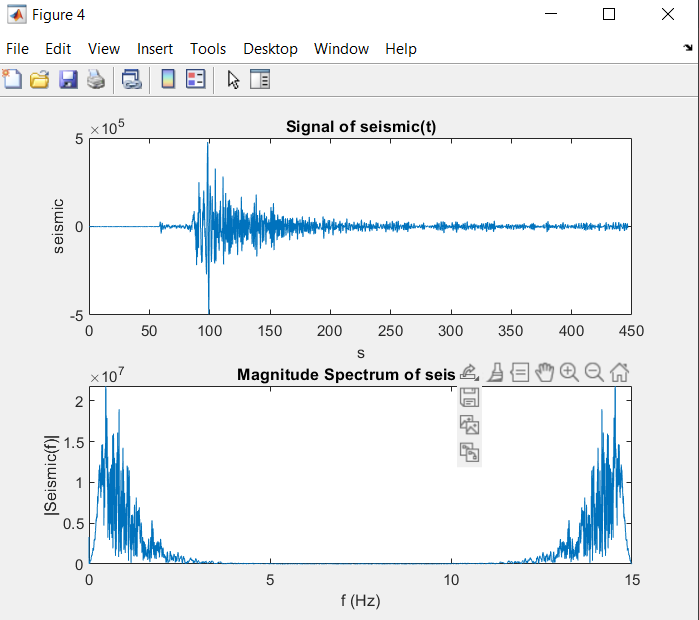 Figure 4
File Edit View Insert Tools Desktop Window Help
×10^5
Signal of seismic(t)
5
0
-5
seismic
0 50 100 150 200 250 300 350 400 450
s
×10^7
Magnitude Spectrum of seis
2
1.5
1
0.5
0
|Seismic(f)|
0 5 10 15
f (Hz)